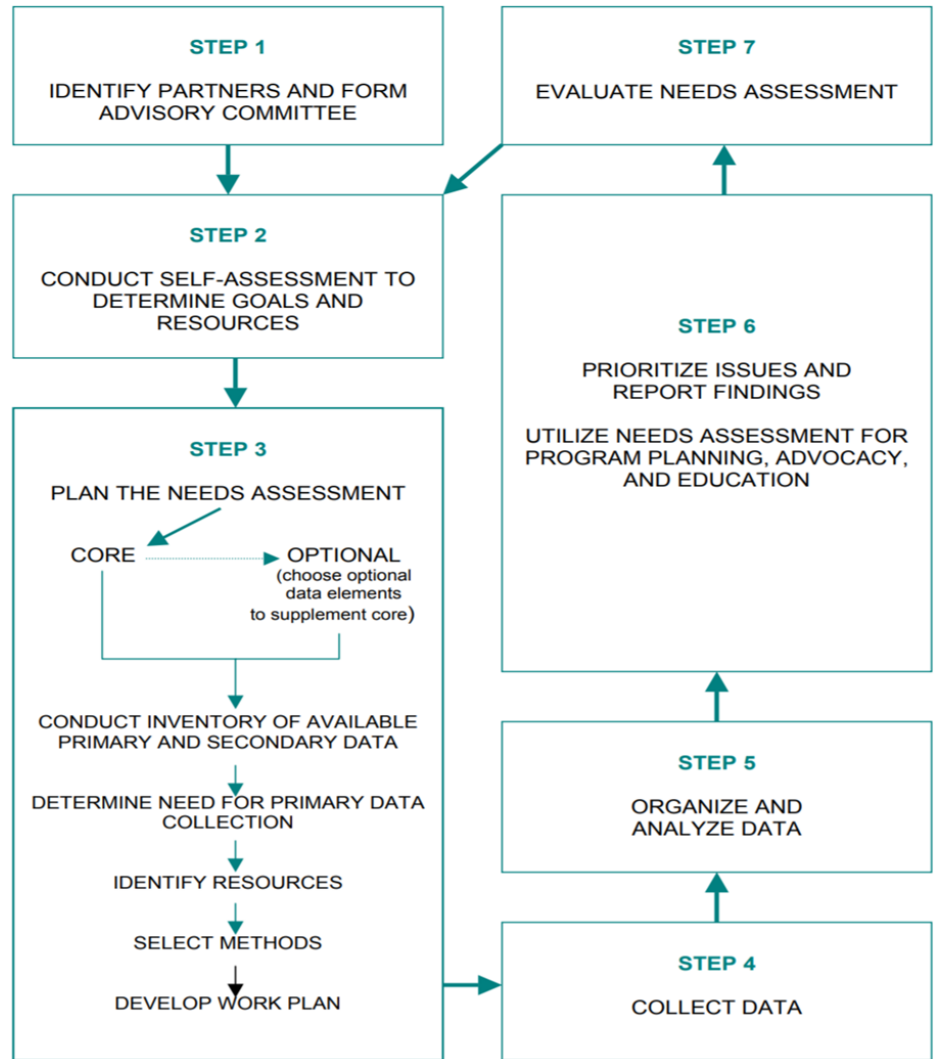 STEP 1
IDENTIFY PARTNERS AND FORM
ADVISORY COMMITTEE
STEP 2
CONDUCT SELF-ASSESSMENT TO
DETERMINE GOALS AND
RESOURCES
STEP 3
PLAN THE NEEDS ASSESSMENT
CORE
OPTIONAL
(choose optional
data elements
to supplement core)
CONDUCT INVENTORY OF AVAILABLE
PRIMARY AND SECONDARY DATA
DETERMINE NEED FOR PRIMARY DATA
COLLECTION
IDENTIFY RESOURCES
SELECT METHODS
DEVELOP WORK PLAN
STEP 4
COLLECT DATA
STEP 5
ORGANIZE AND
ANALYZE DATA
STEP 6
PRIORITIZE ISSUES AND
REPORT FINDINGS
UTILIZE NEEDS ASSESSMENT FOR
PROGRAM PLANNING, ADVOCACY,
AND EDUCATION
STEP 7
EVALUATE NEEDS ASSESSMENT